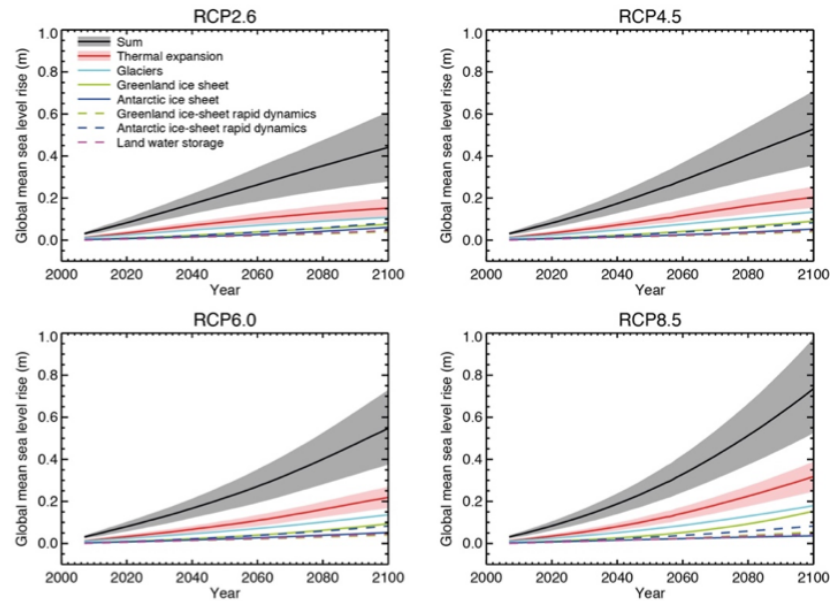 RCP2.6
Global mean sea level rise (m)
1.0
0.8
0.6
0.4
0.2
0.0
Sum
Thermal expansion
Glaciers
Greenland ice sheet
Antarctic ice sheet
Greenland ice-sheet rapid dynamics
Antarctic ice-sheet rapid dynamics
Land water storage
2000 2020 2040 2060 2080 2100
Year
RCP4.5
Global mean sea level rise (m)
1.0
0.8
0.6
0.4
0.2
0.0
2000 2020 2040 2060 2080 2100
Year
RCP6.0
Global mean sea level rise (m)
1.0
0.8
0.6
0.4
0.2
0.0
2000 2020 2040 2060 2080 2100
Year
RCP8.5
Global mean sea level rise (m)
1.0
0.8
0.6
0.4
0.2
0.0
2000 2020 2040 2060 2080 2100
Year